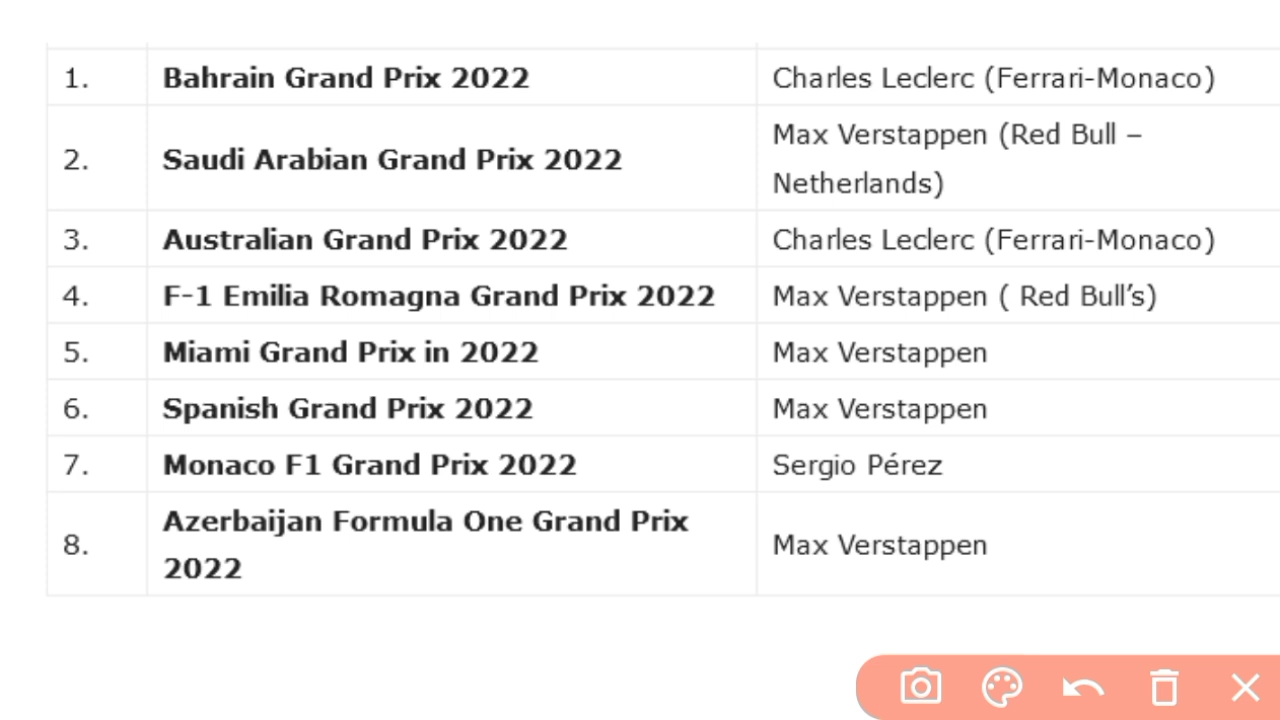 1. Bahrain Grand Prix 2022 Charles Leclerc (Ferrari-Monaco)
2. Saudi Arabian Grand Prix 2022 Max Verstappen (Red Bull –
Netherlands)
3. Australian Grand Prix 2022 Charles Leclerc (Ferrari-Monaco)
4. F-1 Emilia Romagna Grand Prix 2022 Max Verstappen ( Red Bull’s)
5. Miami Grand Prix in 2022 Max Verstappen
6. Spanish Grand Prix 2022 Max Verstappen
7. Monaco F1 Grand Prix 2022 Sergio Pérez
8. Azerbaijan Formula One Grand Prix
2022 Max Verstappen